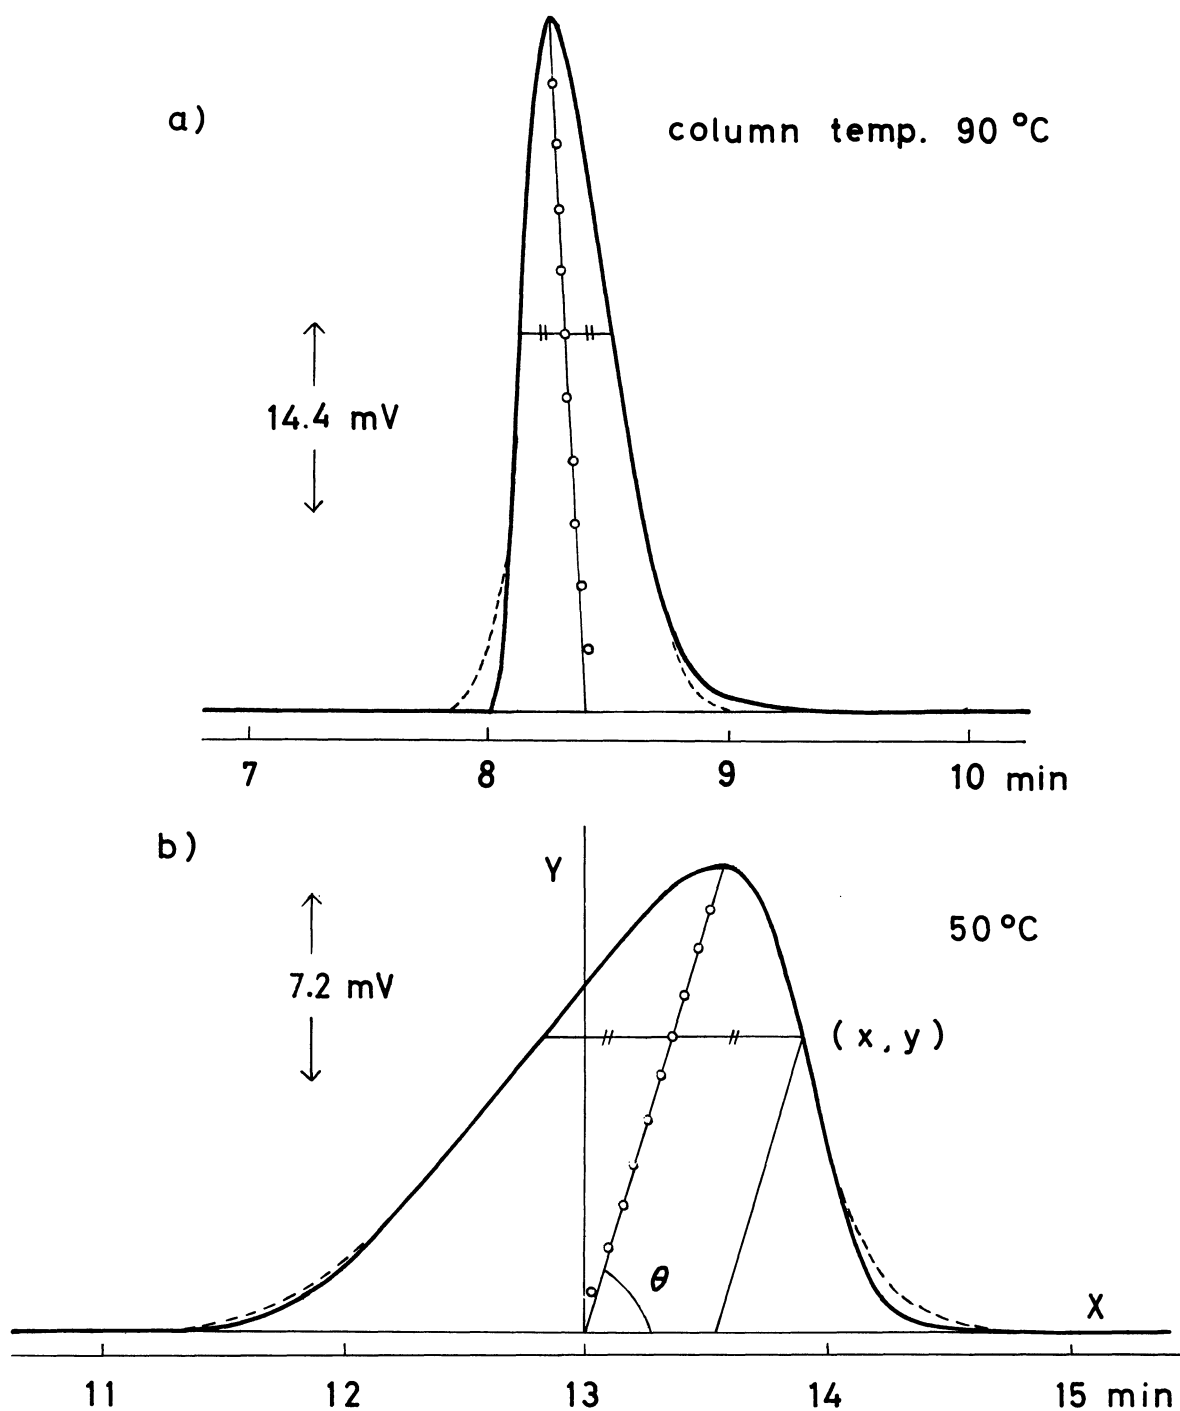 a)
column temp. 90 °C
14.4 mV
7 8 9 10 min
b)
Y
50 °C
7.2 mV
(x, y)
θ
X
11 12 13 14 15 min